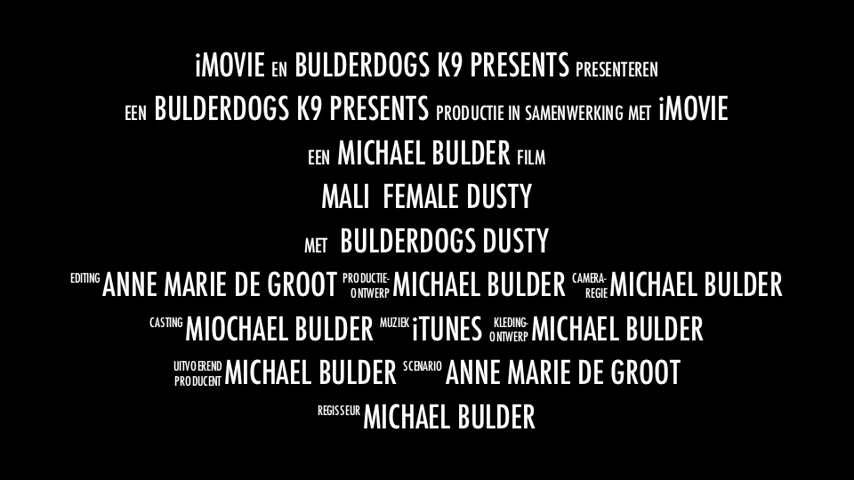 iMOVIE EN BULDERDOGS K9 PRESENTS PRESENTEREN
EEN BULDERDOGS K9 PRESENTS PRODUCTIE IN SAMENWERKING MET iMOVIE
EEN MICHAEL BULDER FILM
MALI FEMALE DUSTY
MET BULDERDOGS DUSTY
EDITING ANNE MARIE DE GROOT PRODUCTIE-ONTWERP MICHAEL BULDER CAMERA-REGIE MICHAEL BULDER
CASTING MIOCHAEL BULDER MUZIEK iTUNES KLEDING-ONTWERP MICHAEL BULDER
UITVOEREND PRODUCENT MICHAEL BULDER SCENARIO ANNE MARIE DE GROOT
REGISSEUR MICHAEL BULDER